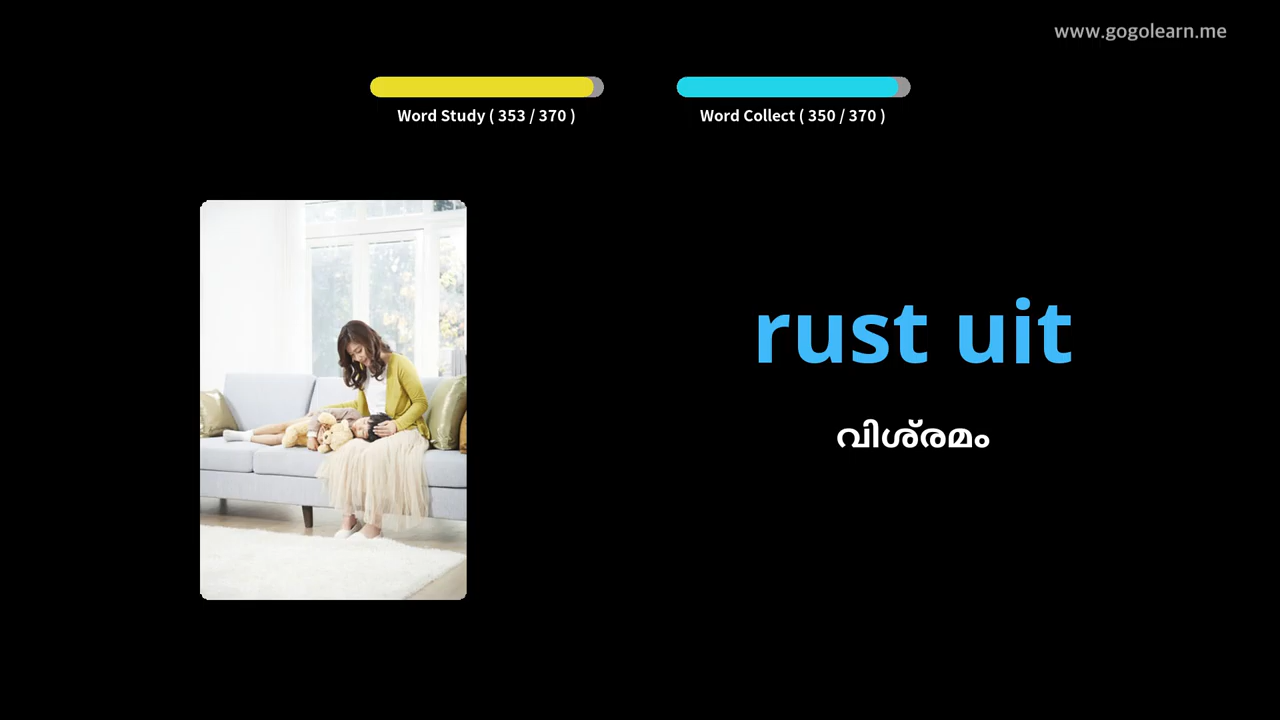 www.gogolearn.me
Word Study ( 353 / 370 )
Word Collect ( 350 / 370 )
rust uit
വിശ്രമം